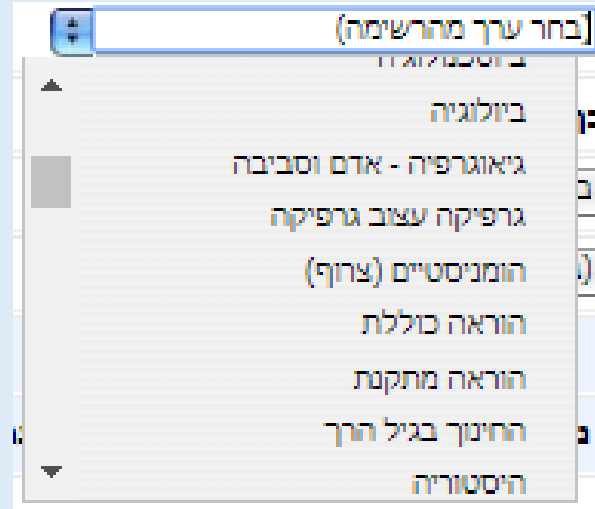 [בחר ערך מהרשימה)
ביולוגיה
גיאוגרפיה - אדם וסביבה
גרפיקה עצוב גרפיקה
הומניסטיים (צרוף)
הוראה כוללת
הוראה מתקנת
החינוך בגיל הרך
היסטוריה